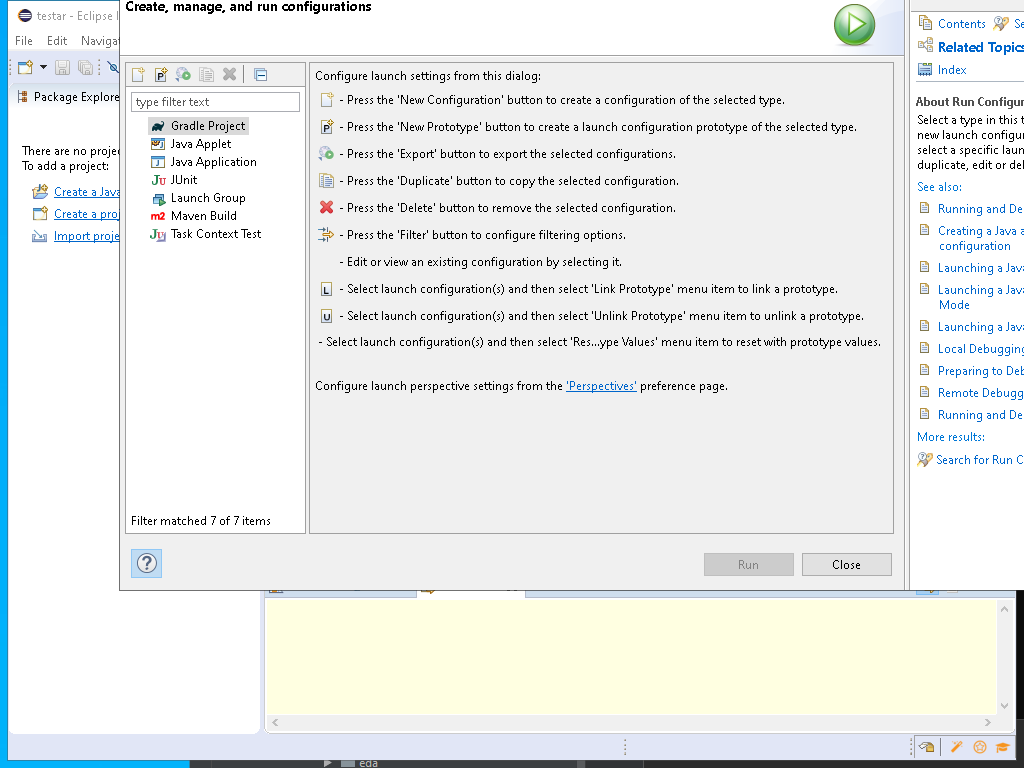 Create, manage, and run configurations
testar - Eclipse I
File Edit Naviga
Package Explore
There are no proje
To add a project:
Create a Java
Create a proj
Import proje
type filter text
Gradle Project
Java Applet
Java Application
JUnit
Launch Group
Maven Build
Task Context Test
Filter matched 7 of 7 items
Configure launch settings from this dialog:
- Press the 'New Configuration' button to create a configuration of the selected type.
- Press the 'New Prototype' button to create a launch configuration prototype of the selected type.
- Press the 'Export' button to export the selected configurations.
- Press the 'Duplicate' button to copy the selected configuration.
- Press the 'Delete' button to remove the selected configuration.
- Press the 'Filter' button to configure filtering options.
- Edit or view an existing configuration by selecting it.
- Select launch configuration(s) and then select 'Link Prototype' menu item to link a prototype.
- Select launch configuration(s) and then select 'Unlink Prototype' menu item to unlink a prototype.
- Select launch configuration(s) and then select 'Res...ype Values' menu item to reset with prototype values.
Configure launch perspective settings from the 'Perspectives' preference page.
Run
Close
Contents Se
Related Topics
Index
About Run Configur
Select a type in this t
new launch configu
select a specific laun
duplicate, edit or del
See also:
Running and De
Creating a Java a
configuration
Launching a Java
Launching a Java
Mode
Launching a Java
Local Debugging
Preparing to Deb
Remote Debugg
Running and De
More results:
Search for Run C
eda